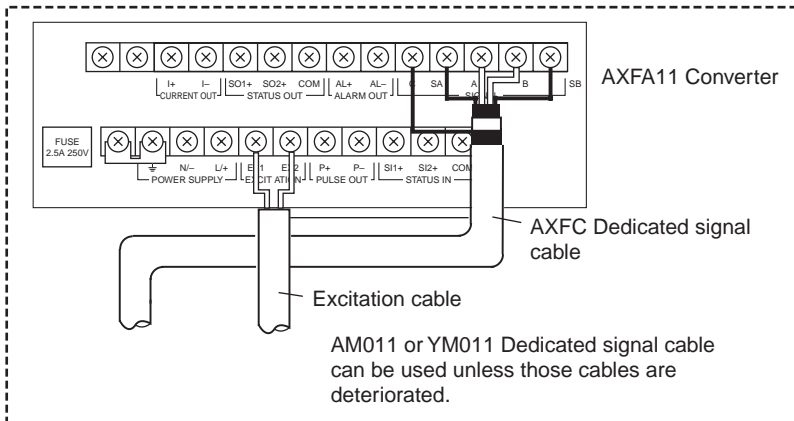 AXFA11 Converter
I+ I– SO1+ SO2+ COM AL+ AL– C SA A B SB
CURRENT OUT STATUS OUT ALARM OUT
FUSE
2.5A 250V
N/– L/+ EX1 EX2 P+ P– SI1+ SI2+ COM
POWER SUPPLY EXCITATION PULSE OUT STATUS IN
AXFC Dedicated signal
cable
Excitation cable
AM011 or YM011 Dedicated signal cable
can be used unless those cables are
deteriorated.